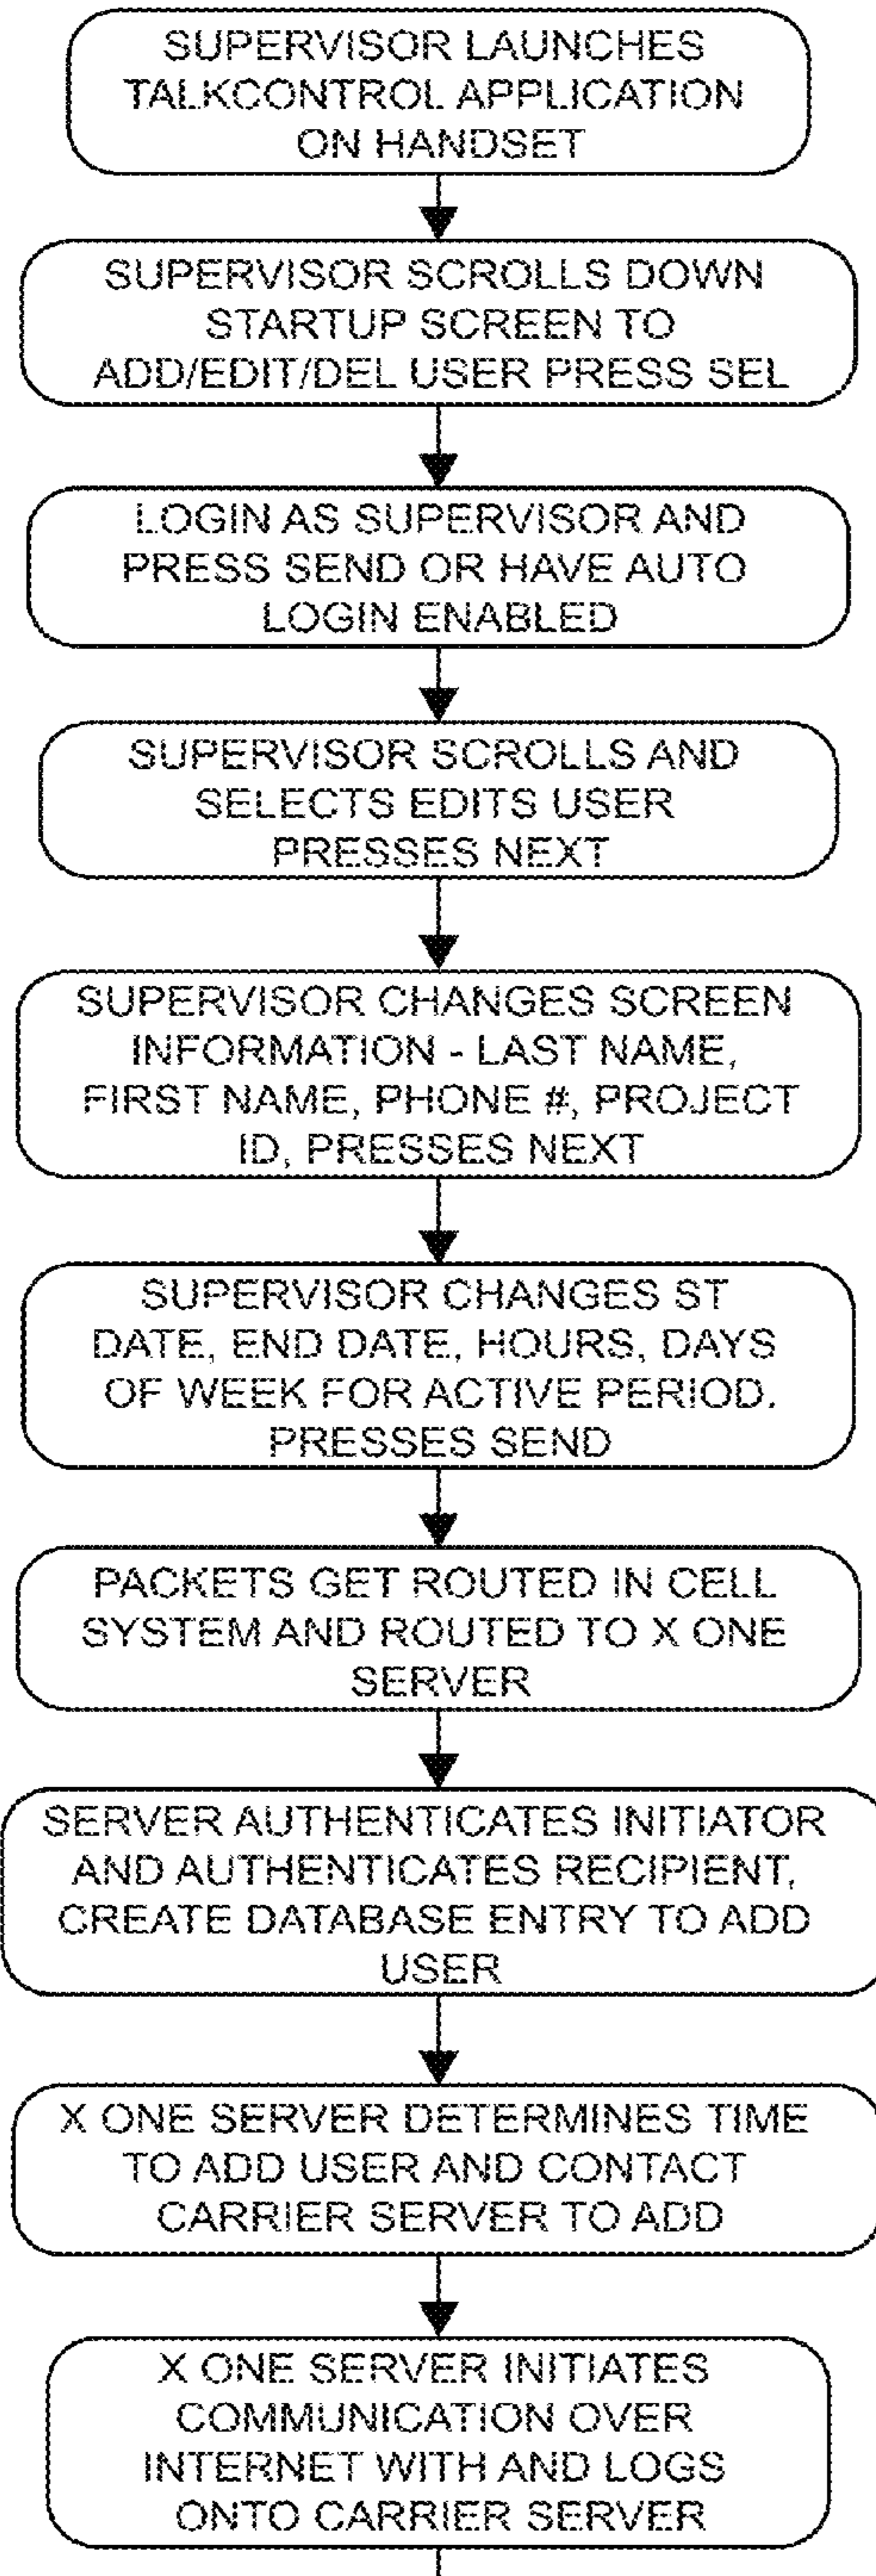 SUPERVISOR LAUNCHES
TALKCONTROL APPLICATION
ON HANDSET
SUPERVISOR SCROLLS DOWN
STARTUP SCREEN TO
ADD/EDIT/DEL USER PRESS SEL
LOGIN AS SUPERVISOR AND
PRESS SEND OR HAVE AUTO
LOGIN ENABLED
SUPERVISOR SCROLLS AND
SELECTS EDITS USER
PRESSES NEXT
SUPERVISOR CHANGES SCREEN
INFORMATION - LAST NAME,
FIRST NAME, PHONE #, PROJECT
ID, PRESSES NEXT
SUPERVISOR CHANGES ST
DATE, END DATE, HOURS, DAYS
OF WEEK FOR ACTIVE PERIOD.
PRESSES SEND
PACKETS GET ROUTED IN CELL
SYSTEM AND ROUTED TO X ONE
SERVER
SERVER AUTHENTICATES INITIATOR
AND AUTHENTICATES RECIPIENT,
CREATE DATABASE ENTRY TO ADD
USER
X ONE SERVER DETERMINES TIME
TO ADD USER AND CONTACT
CARRIER SERVER TO ADD
X ONE SERVER INITIATES
COMMUNICATION OVER
INTERNET WITH AND LOGS
ONTO CARRIER SERVER